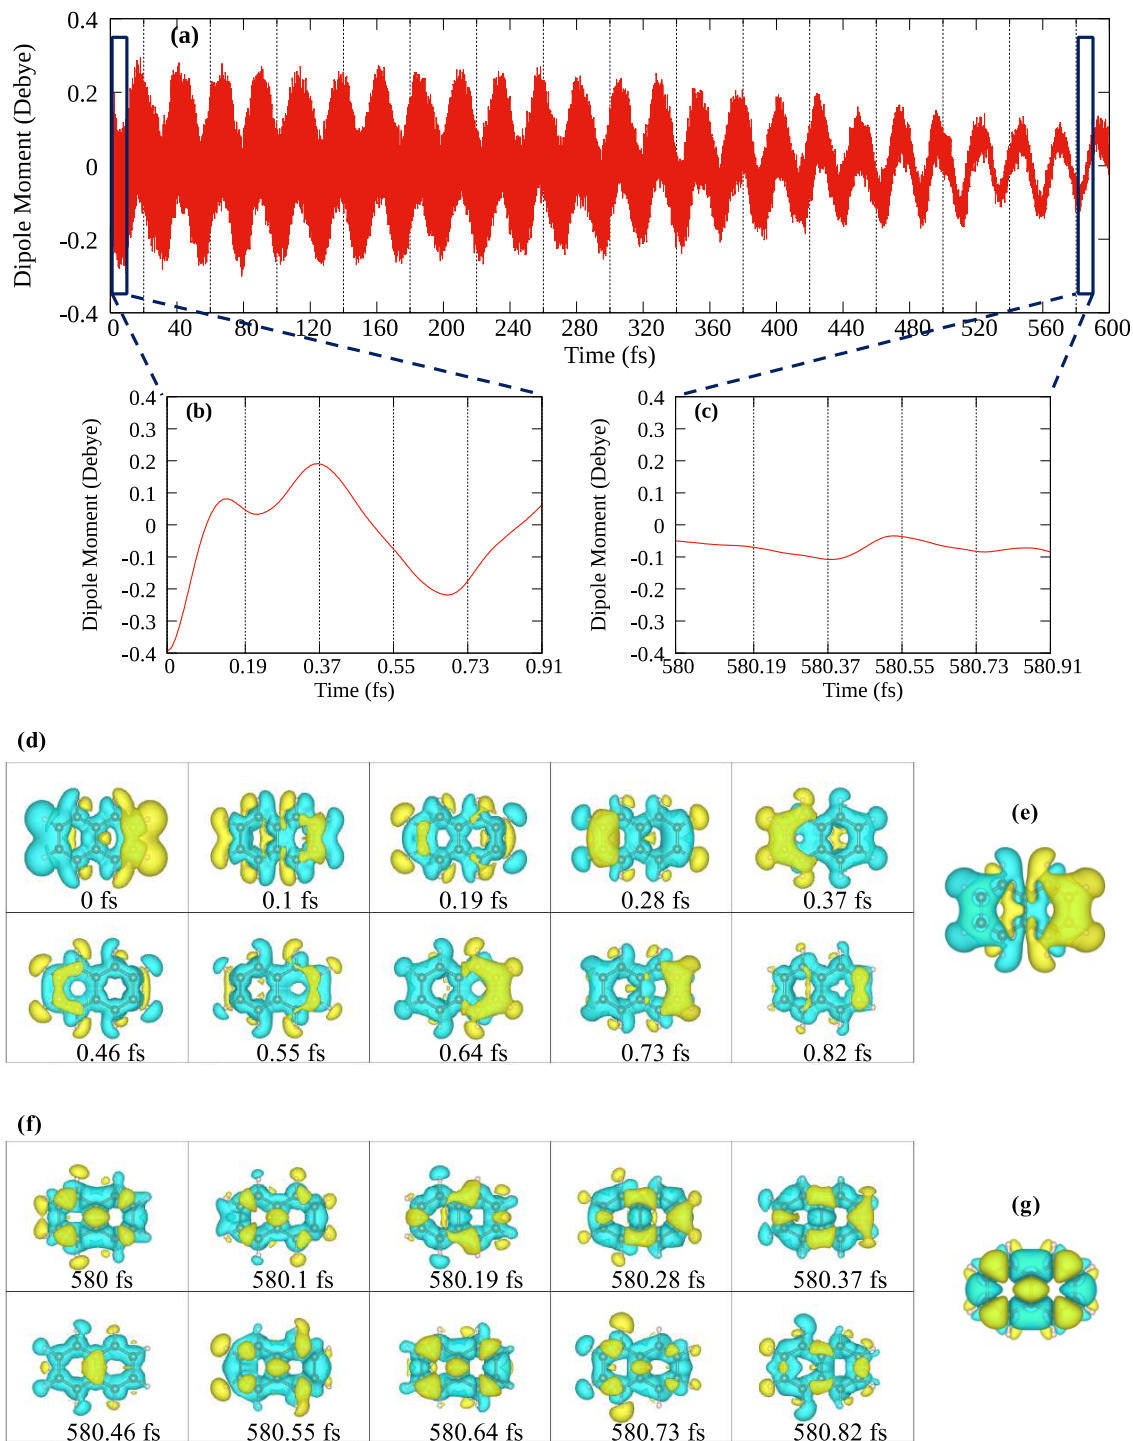 (a)
0.4
0.2
0
-0.2
-0.4
Dipole Moment (Debye)
0 40 80 120 160 200 240 280 320 360 400 440 480 520 560 600
Time (fs)
(b)
0.4
0.3
0.2
0.1
0
-0.1
-0.2
-0.3
-0.4
Dipole Moment (Debye)
0 0.19 0.37 0.55 0.73 0.91
Time (fs)
(c)
0.4
0.3
0.2
0.1
0
-0.1
-0.2
-0.3
-0.4
Dipole Moment (Debye)
580 580.19 580.37 580.55 580.73 580.91
Time (fs)
(d)
0 fs 0.1 fs 0.19 fs 0.28 fs 0.37 fs
0.46 fs 0.55 fs 0.64 fs 0.73 fs 0.82 fs
(e)
(f)
580 fs 580.1 fs 580.19 fs 580.28 fs 580.37 fs
580.46 fs 580.55 fs 580.64 fs 580.73 fs 580.82 fs
(g)